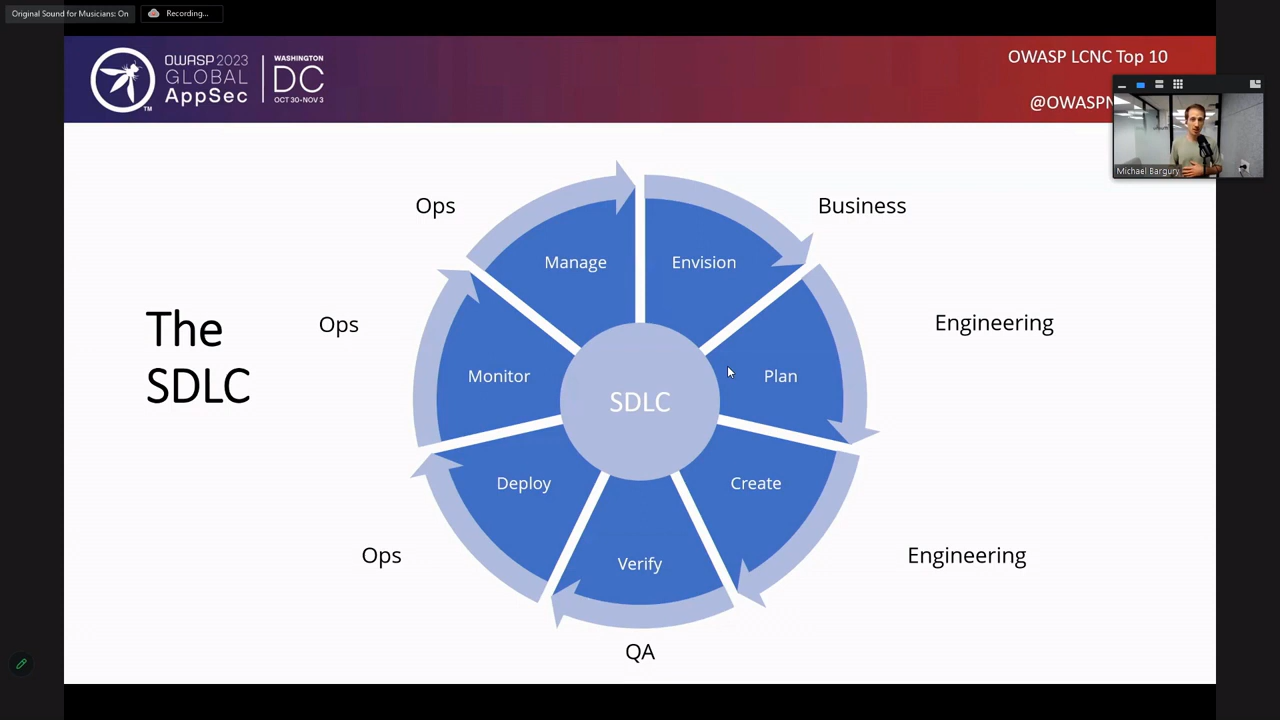 Original Sound for Musicians: On
Recording...
OWASP 2023
GLOBAL
AppSec
WASHINGTON
DC
OCT 30-NOV 3
TM
OWASP LCNC Top 10
@OWASPN
Michael Bargury
The
SDLC
Ops
Manage
Envision
Business
Ops
Monitor
SDLC
Plan
Engineering
Ops
Deploy
Verify
Create
Engineering
QA